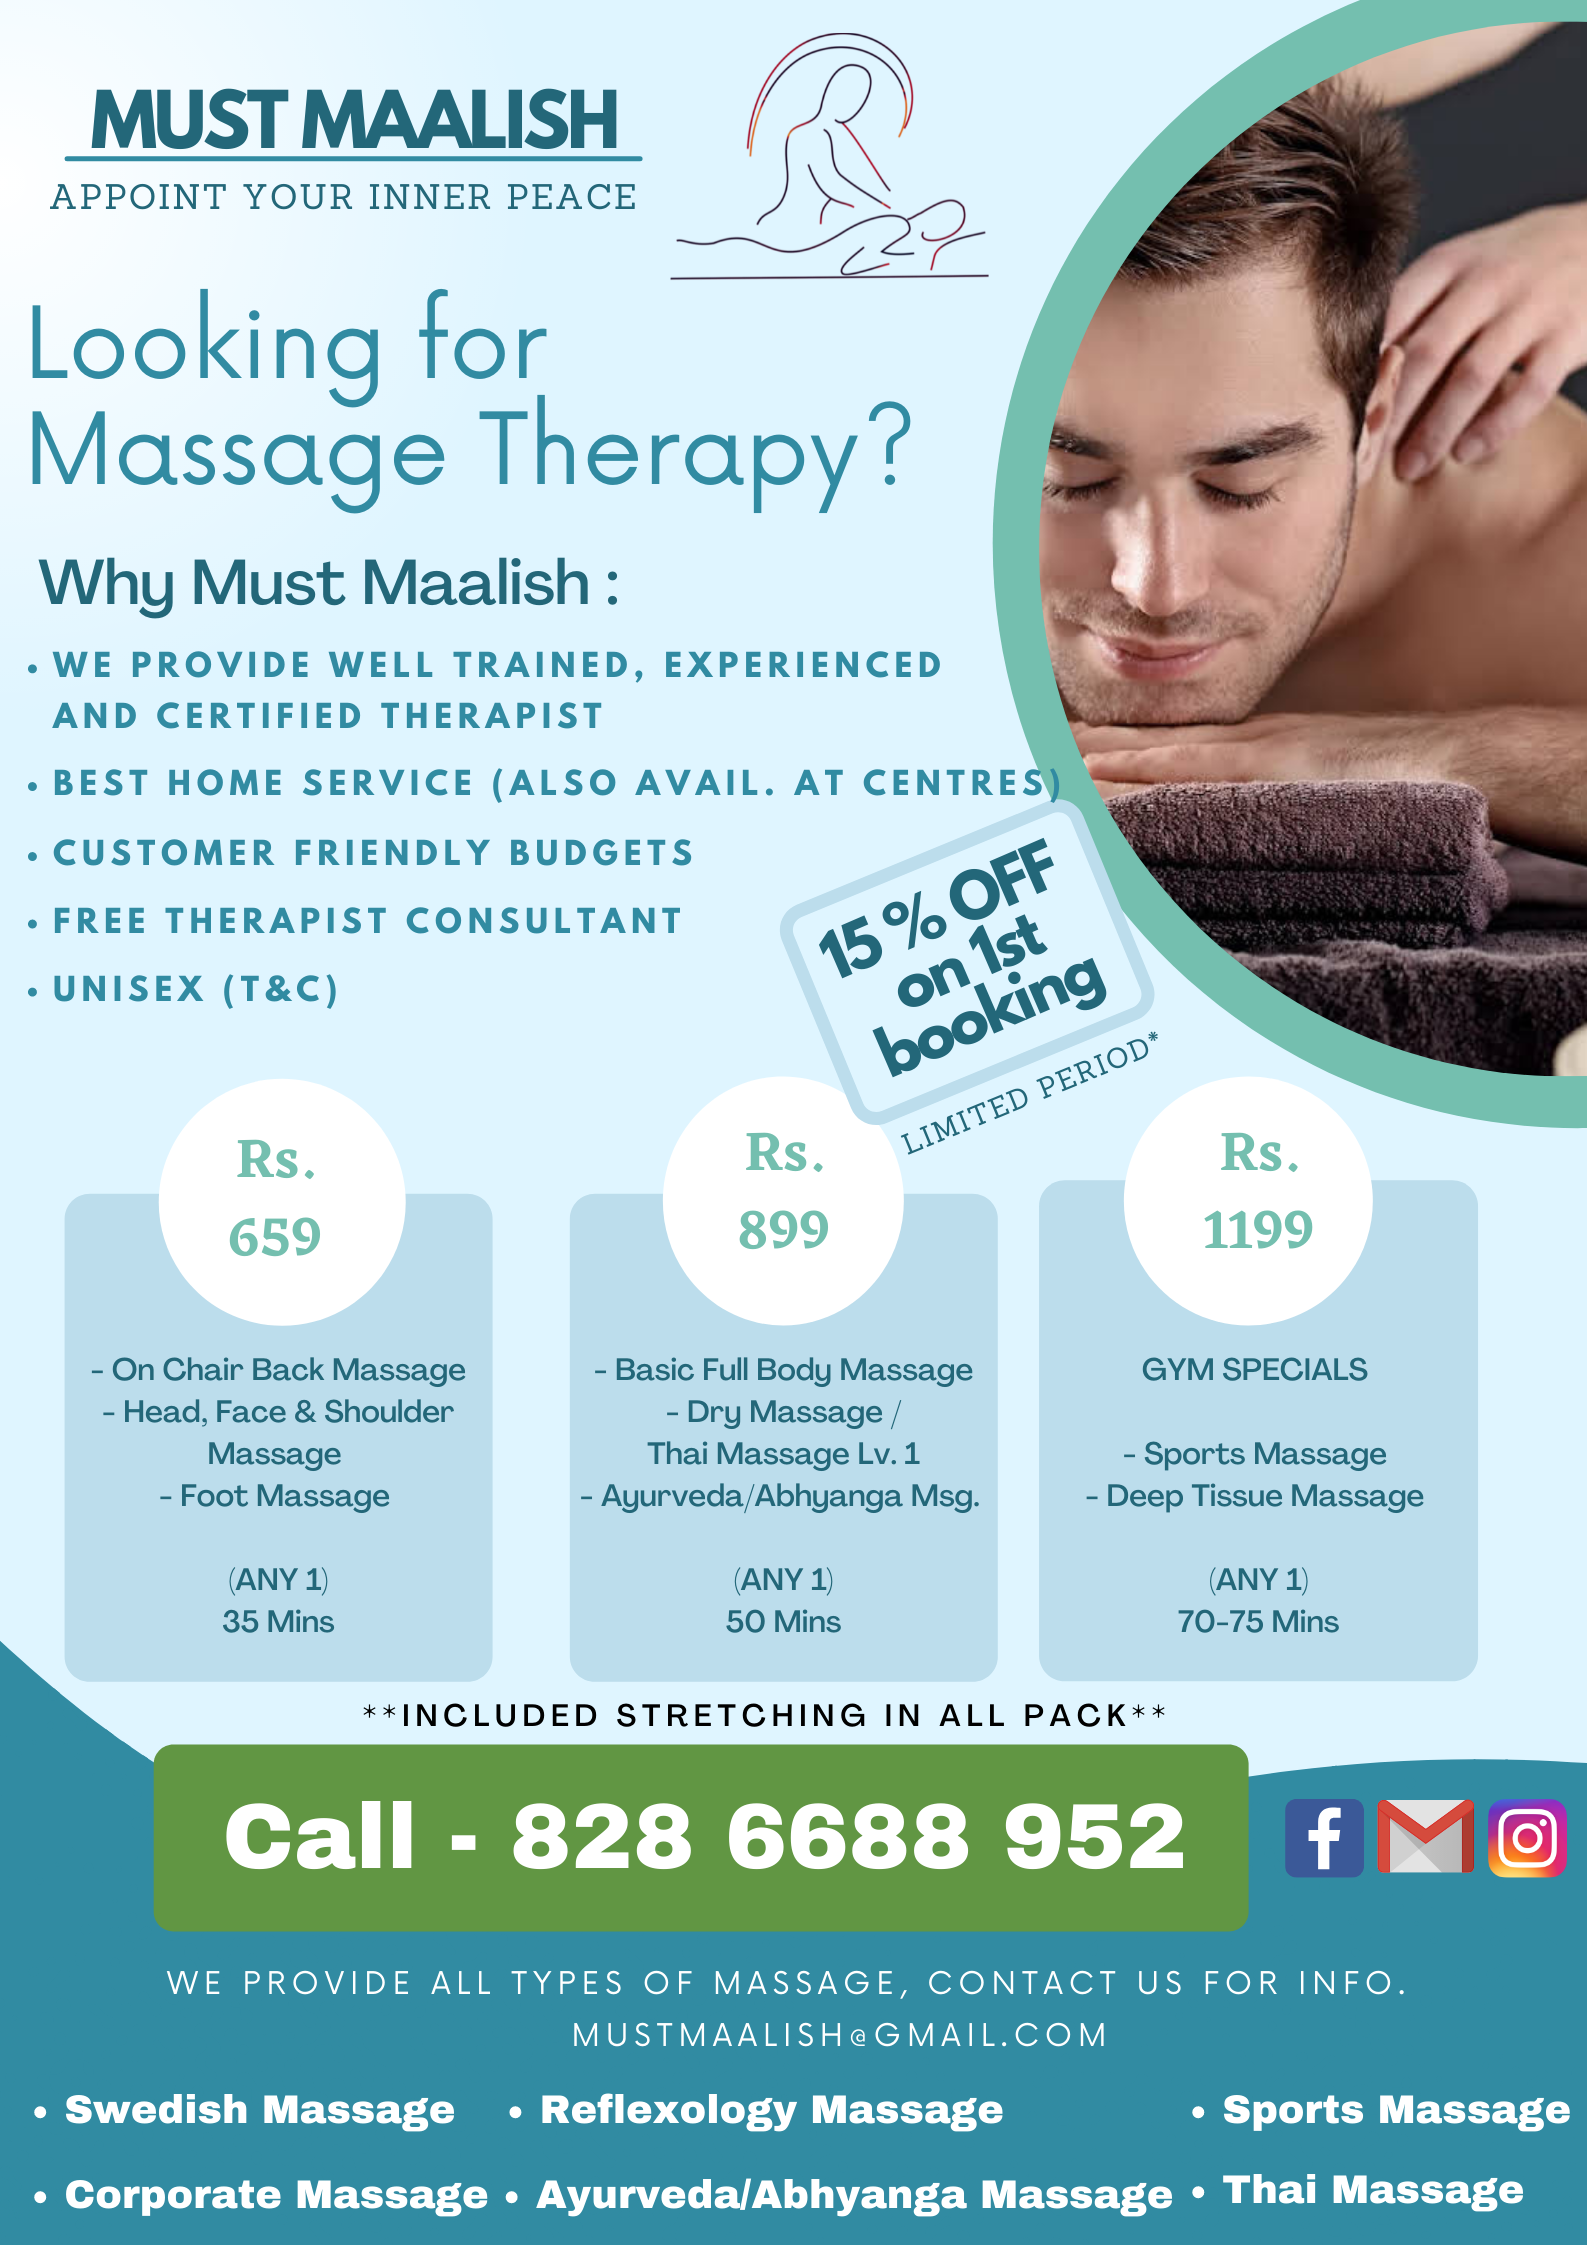 MUST MAALISH
APPOINT YOUR INNER PEACE
Looking for
Massage Therapy?
Why Must Maalish :
• WE PROVIDE WELL TRAINED, EXPERIENCED
AND CERTIFIED THERAPIST
• BEST HOME SERVICE (ALSO AVAIL. AT CENTRES)
• CUSTOMER FRIENDLY BUDGETS
• FREE THERAPIST CONSULTANT
• UNISEX (T&C)
15 % OFF
on 1st
booking
LIMITED PERIOD*
Rs.
659
- On Chair Back Massage
- Head, Face & Shoulder
Massage
- Foot Massage
(ANY 1)
35 Mins
Rs.
899
- Basic Full Body Massage
- Dry Massage /
Thai Massage Lv. 1
- Ayurveda/Abhyanga Msg.
(ANY 1)
50 Mins
Rs.
1199
GYM SPECIALS
- Sports Massage
- Deep Tissue Massage
(ANY 1)
70-75 Mins
**INCLUDED STRETCHING IN ALL PACK**
Call - 828 6688 952
WE PROVIDE ALL TYPES OF MASSAGE, CONTACT US FOR INFO.
MUSTMAALISH@GMAIL.COM
• Swedish Massage • Reflexology Massage • Sports Massage
• Corporate Massage • Ayurveda/Abhyanga Massage • Thai Massage